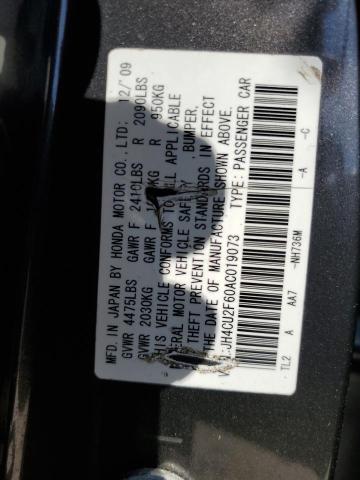 MFD. IN JAPAN BY HONDA MOTOR CO.,LTD: 12/'09
GVWR 4475LBS GAWR F 2410LBS R 2090LBS
GVWR 2030KG GAWR F KG R 950KG
THIS VEHICLE CONFORMS TO ALL APPLICABLE
FEDERAL MOTOR VEHICLE SAFETY , BUMPER,
THEFT PREVENTION STANDARDS IN EFFECT
THE DATE OF MANUFACTURE SHOWN ABOVE.
JH4CU2F60AC019073 TYPE: PASSENGER CAR
TL2 A AA7 -NH736M -A -C